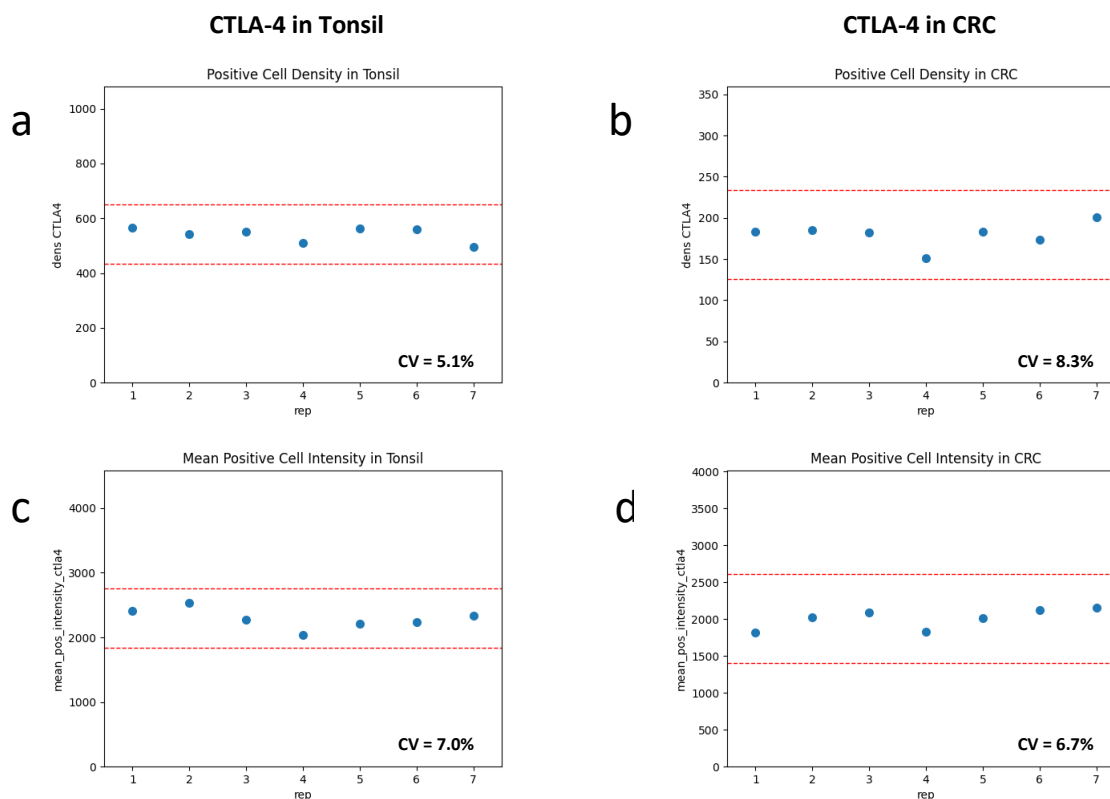 CTLA-4 in Tonsil
CTLA-4 in CRC
a
Positive Cell Density in Tonsil
1000
800
600
400
200
0
dens CTLA4
CV = 5.1%
1 2 3 4 5 6 7
rep
b
Positive Cell Density in CRC
350
300
250
200
150
100
50
0
dens CTLA4
CV = 8.3%
1 2 3 4 5 6 7
rep
c
Mean Positive Cell Intensity in Tonsil
4000
3000
2000
1000
0
mean_pos_intensity_ctla4
CV = 7.0%
1 2 3 4 5 6 7
rep
d
Mean Positive Cell Intensity in CRC
4000
3500
3000
2500
2000
1500
1000
500
0
mean_pos_intensity_ctla4
CV = 6.7%
1 2 3 4 5 6 7
rep